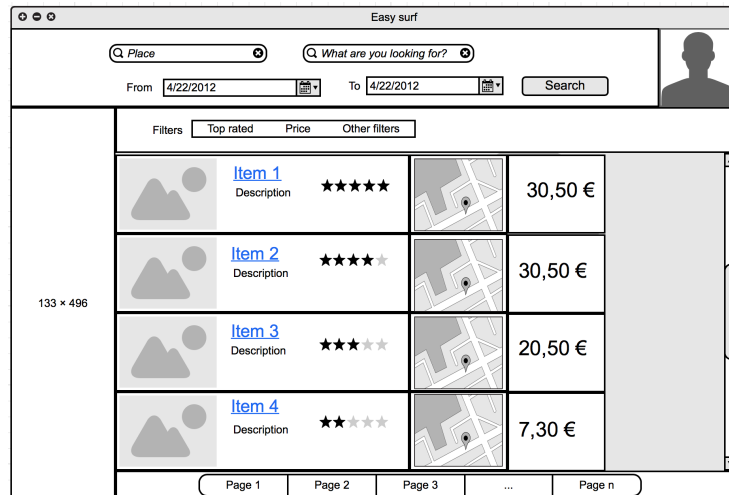 Easy surf
Place
What are you looking for?
From 4/22/2012 To 4/22/2012 Search
Filters Top rated Price Other filters
Item 1
Description
30,50 €
Item 2
Description
30,50 €
133 × 496
Item 3
Description
20,50 €
Item 4
Description
7,30 €
Page 1 Page 2 Page 3 ... Page n